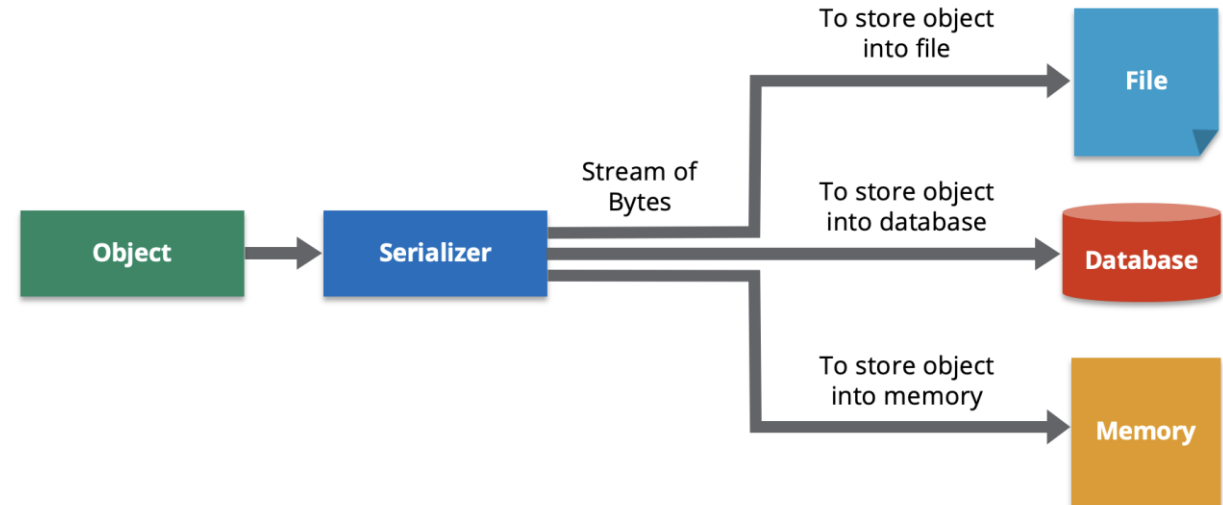 To store object
into file
File
Stream of
Bytes
To store object
into database
Object
Serializer
Database
To store object
into memory
Memory